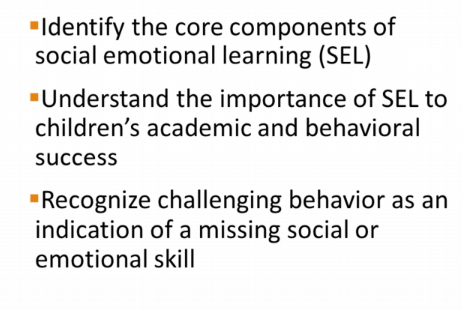 ▪Identify the core components of
social emotional learning (SEL)
▪Understand the importance of SEL to
children’s academic and behavioral
success
▪Recognize challenging behavior as an
indication of a missing social or
emotional skill